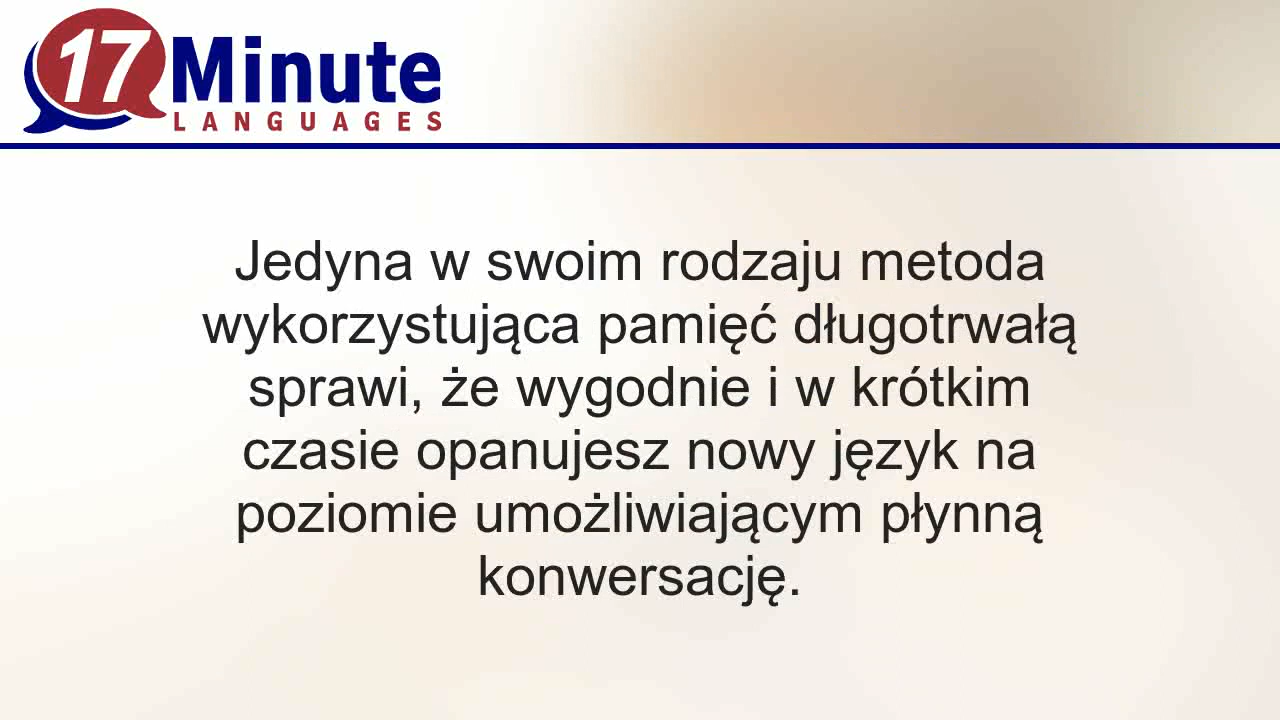 17 Minute
LANGUAGES
Jedyna w swoim rodzaju metoda
wykorzystująca pamięć długotrwałą
sprawi, że wygodnie i w krótkim
czasie opanujesz nowy język na
poziomie umożliwiającym płynną
konwersację.